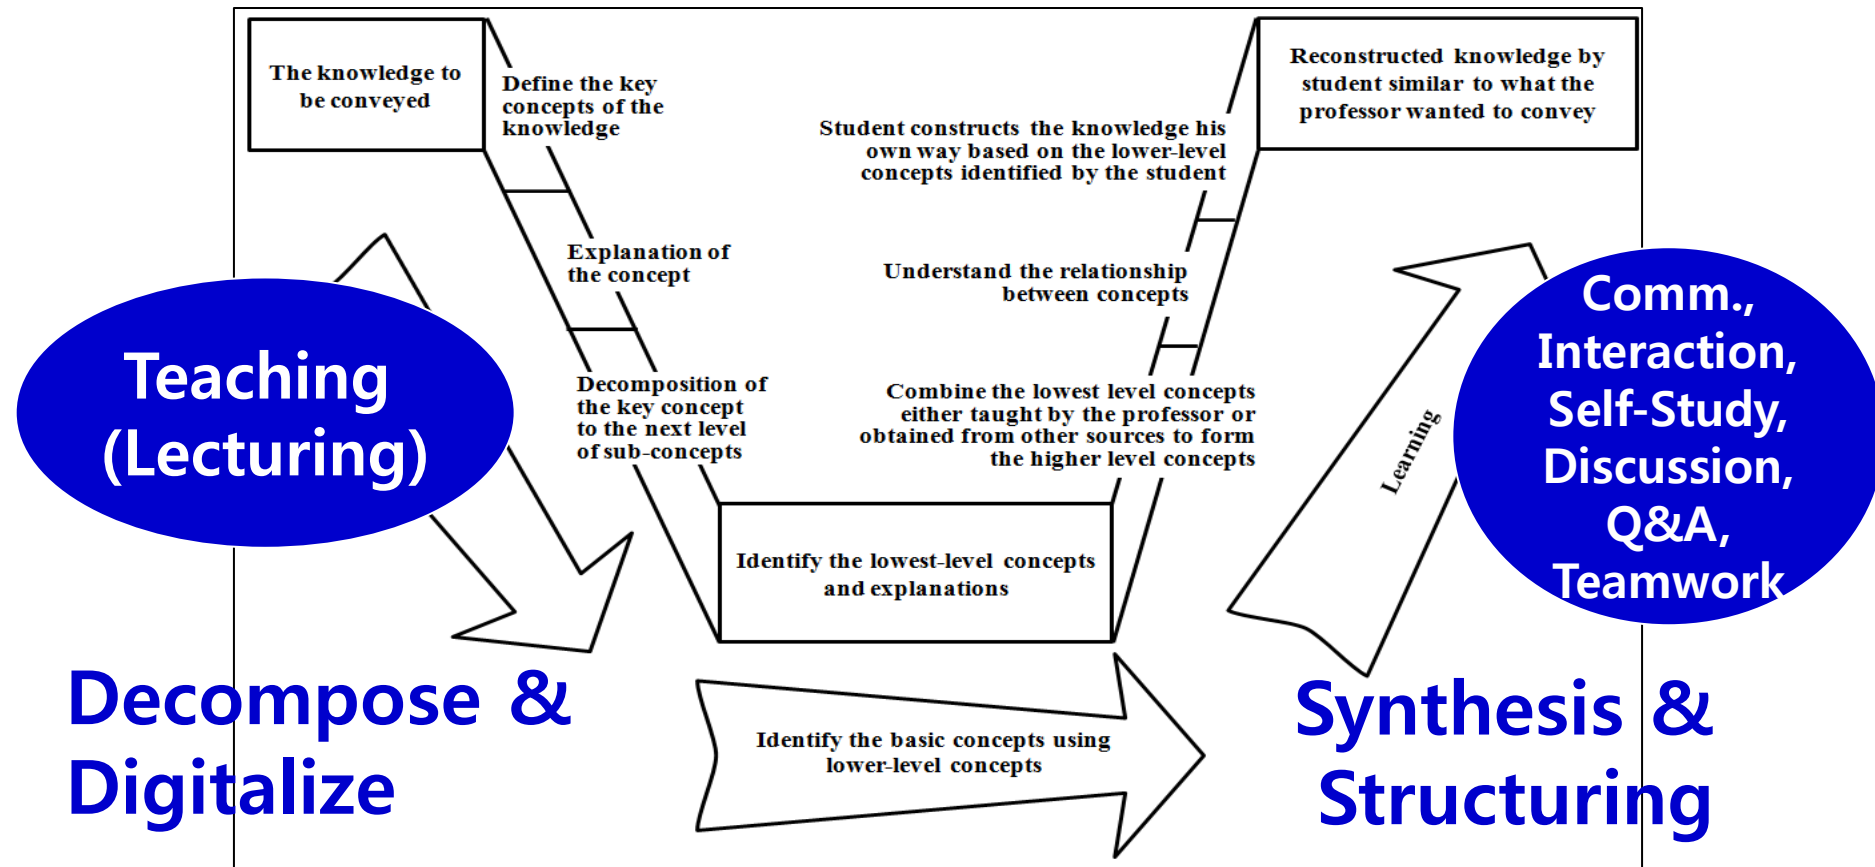 The knowledge to
be conveyed
Define the key
concepts of the
knowledge
Explanation of
the concept
Decomposition of
the key concept
to the next level
of sub-concepts
Teaching
(Lecturing)
Decompose &
Digitalize
Identify the lowest-level concepts
and explanations
Identify the basic concepts using
lower-level concepts
Reconstructed knowledge by
student similar to what the
professor wanted to convey
Student constructs the knowledge his
own way based on the lower-level
concepts identified by the student
Understand the relationship
between concepts
Combine the lowest level concepts
either taught by the professor or
obtained from other sources to form
the higher level concepts
Learning
Comm.,
Interaction,
Self-Study,
Discussion,
Q&A,
Teamwork
Synthesis &
Structuring